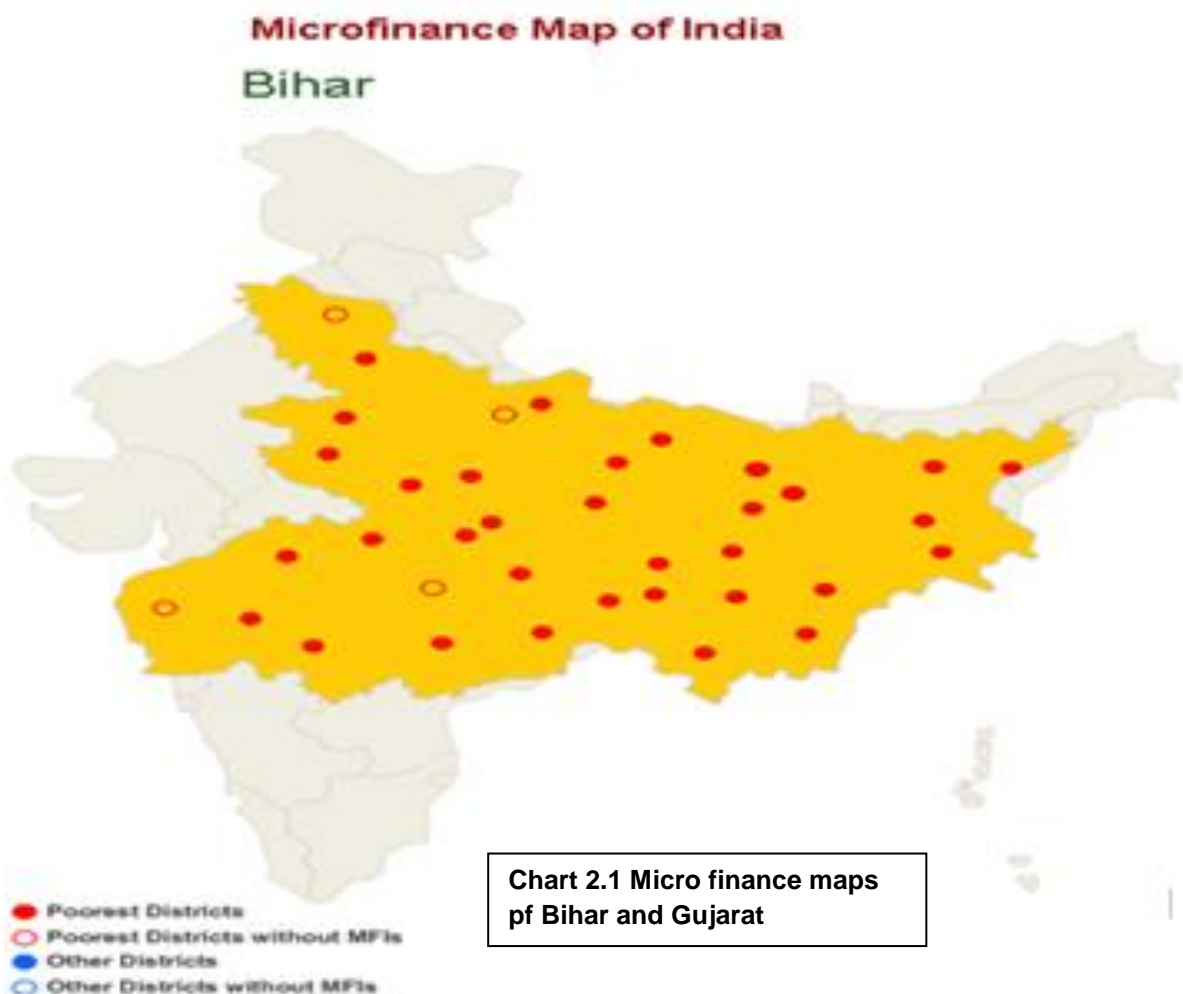 Microfinance Map of India
Bihar
Chart 2.1 Micro finance maps
pf Bihar and Gujarat
Poorest Districts
Poorest Districts without MFIs
Other Districts
Other Districts without MFIs